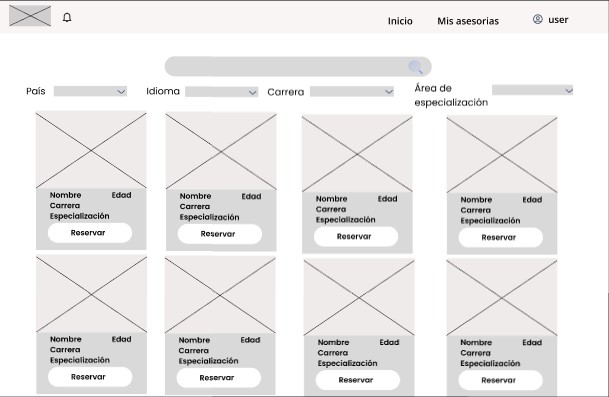 Inicio Mis asesorias user
País Idioma Carrera Área de especialización
Nombre Edad
Carrera
Especialización
Reservar
Nombre Edad
Carrera
Especialización
Reservar
Nombre Edad
Carrera
Especialización
Reservar
Nombre Edad
Carrera
Especialización
Reservar
Nombre Edad
Carrera
Especialización
Reservar
Nombre Edad
Carrera
Especialización
Reservar
Nombre Edad
Carrera
Especialización
Reservar
Nombre Edad
Carrera
Especialización
Reservar